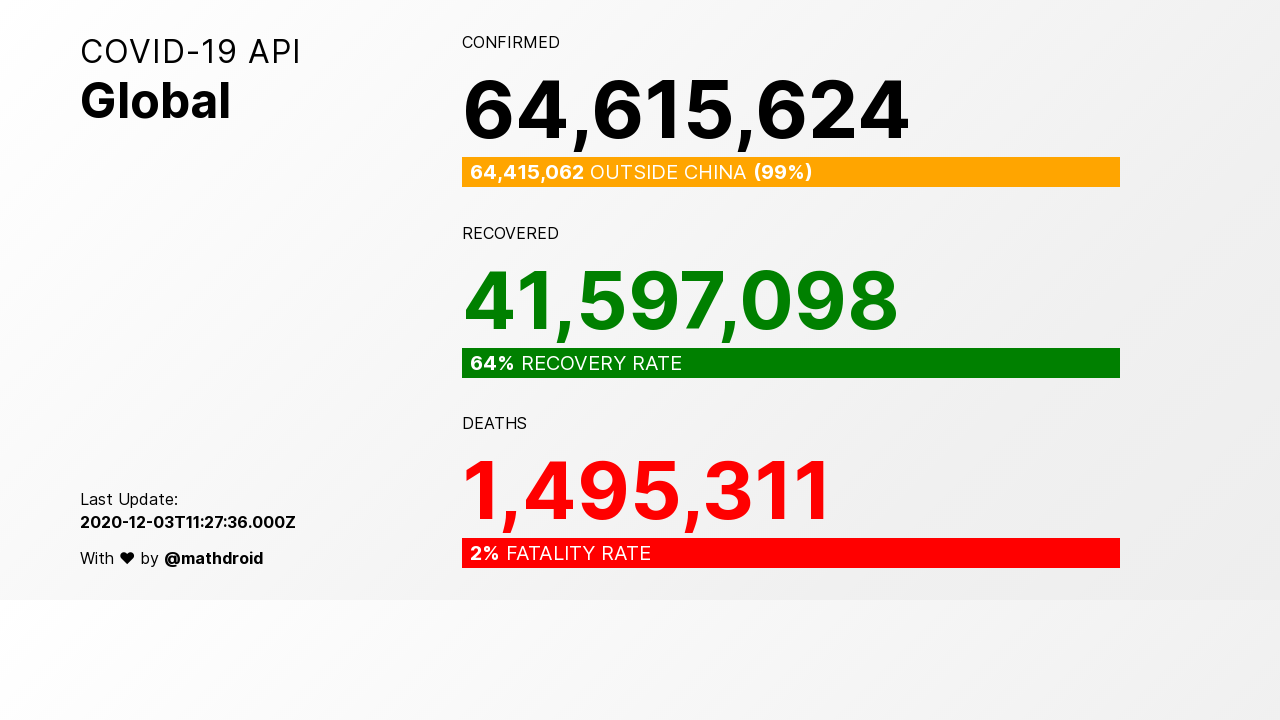 COVID-19 API
Global
CONFIRMED
64,615,624
64,415,062 OUTSIDE CHINA (99%)
RECOVERED
41,597,098
64% RECOVERY RATE
DEATHS
1,495,311
2% FATALITY RATE
Last Update:
2020-12-03T11:27:36.000Z
With ♥ by @mathdroid